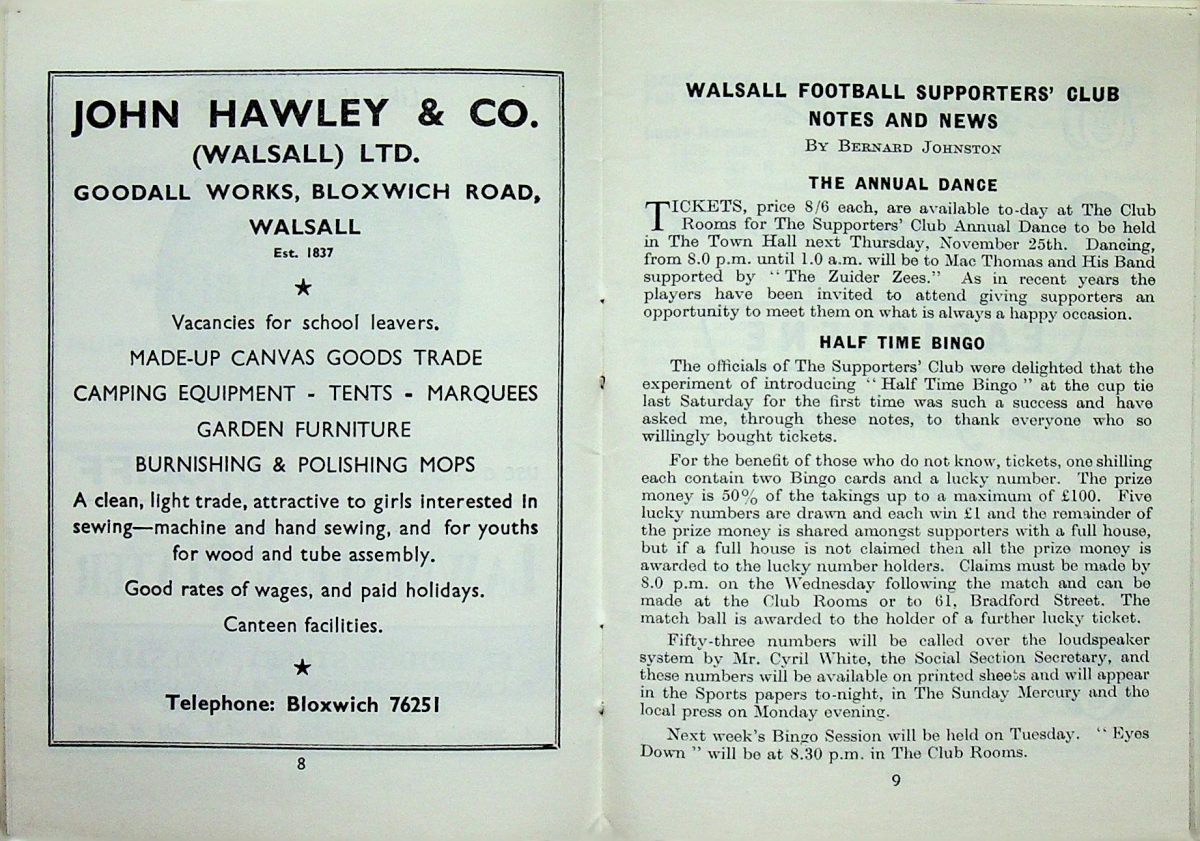 JOHN HAWLEY & CO.
(WALSALL) LTD.
GOODALL WORKS, BLOXWICH ROAD,
WALSALL
Est. 1837
★
Vacancies for school leavers.
MADE-UP CANVAS GOODS TRADE
CAMPING EQUIPMENT - TENTS - MARQUEES
GARDEN FURNITURE
BURNISHING & POLISHING MOPS
A clean, light trade, attractive to girls interested in
sewing—machine and hand sewing, and for youths
for wood and tube assembly.
Good rates of wages, and paid holidays.
Canteen facilities.
★
Telephone: Bloxwich 76251
8
WALSALL FOOTBALL SUPPORTERS' CLUB
NOTES AND NEWS
By Bernard Johnston
THE ANNUAL DANCE
TICKETS, price 8/6 each, are available to-day at The Club
Rooms for The Supporters' Club Annual Dance to be held
in The Town Hall next Thursday, November 25th. Dancing,
from 8.0 p.m. until 1.0 a.m. will be to Mac Thomas and His Band
supported by "The Zuider Zees." As in recent years the
players have been invited to attend giving supporters an
opportunity to meet them on what is always a happy occasion.
HALF TIME BINGO
The officials of The Supporters' Club were delighted that the
experiment of introducing "Half Time Bingo" at the cup tie
last Saturday for the first time was such a success and have
asked me, through these notes, to thank everyone who so
willingly bought tickets.
For the benefit of those who do not know, tickets, one shilling
each contain two Bingo cards and a lucky number. The prize
money is 50% of the takings up to a maximum of £100. Five
lucky numbers are drawn and each win £1 and the remainder of
the prize money is shared amongst supporters with a full house,
but if a full house is not claimed then all the prize money is
awarded to the lucky number holders. Claims must be made by
8.0 p.m. on the Wednesday following the match and can be
made at the Club Rooms or to 61, Bradford Street. The
match ball is awarded to the holder of a further lucky ticket.
Fifty-three numbers will be called over the loudspeaker
system by Mr. Cyril White, the Social Section Secretary, and
these numbers will be available on printed sheets and will appear
in the Sports papers to-night, in The Sunday Mercury and the
local press on Monday evening.
Next week's Bingo Session will be held on Tuesday. "Eyes
Down" will be at 8.30 p.m. in The Club Rooms.
9